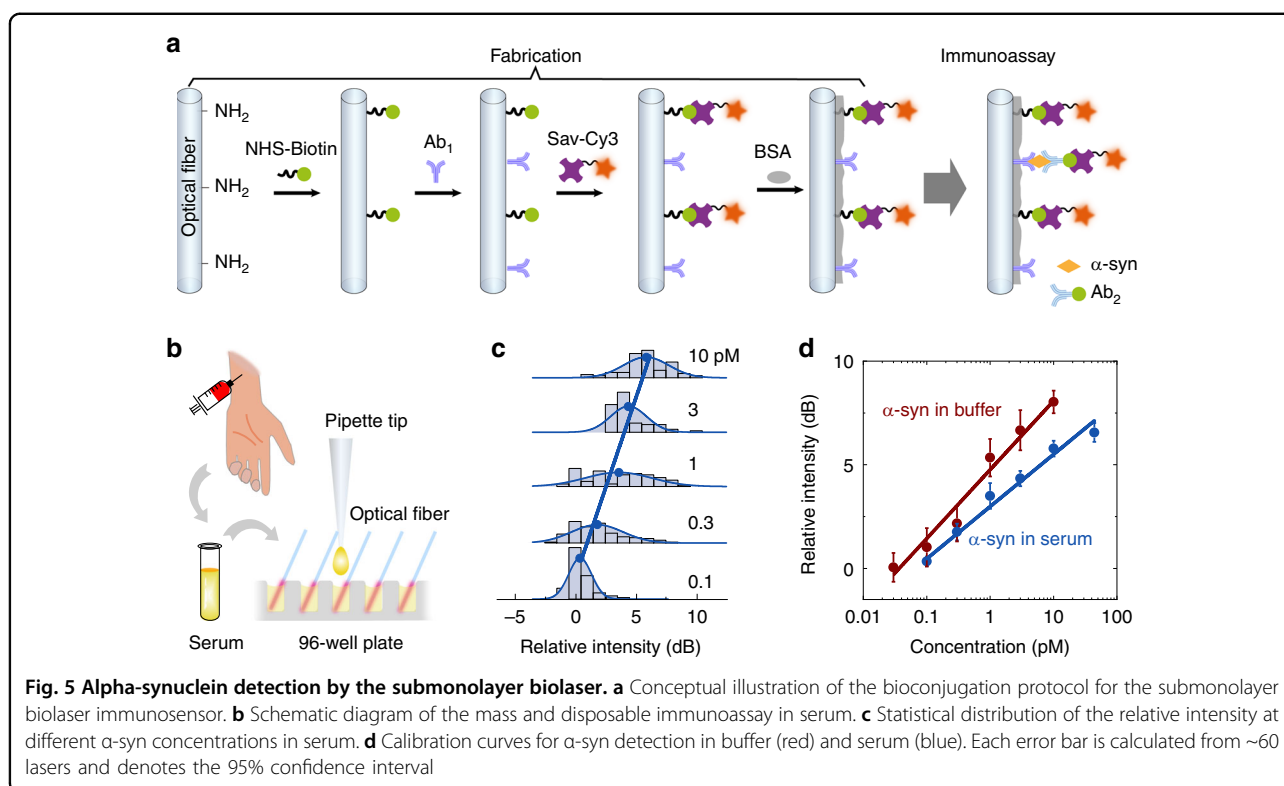 a
Fabrication
Immunoassay
Optical fiber
NH2
NH2
NH2
NHS-Biotin
Ab1
Sav-Cy3
BSA
α-syn
Ab2
b
Pipette tip
Optical fiber
Serum
96-well plate
c
10 pM
3
1
0.3
0.1
–5
0
5
10
Relative intensity (dB)
d
Relative intensity (dB)
10
5
0
α-syn in buffer
α-syn in serum
0.01
0.1
1
10
100
Concentration (pM)
Fig. 5 Alpha-synuclein detection by the submonolayer biolaser. a Conceptual illustration of the bioconjugation protocol for the submonolayer
biolaser immunosensor. b Schematic diagram of the mass and disposable immunoassay in serum. c Statistical distribution of the relative intensity at
different α-syn concentrations in serum. d Calibration curves for α-syn detection in buffer (red) and serum (blue). Each error bar is calculated from ~60
lasers and denotes the 95% confidence interval